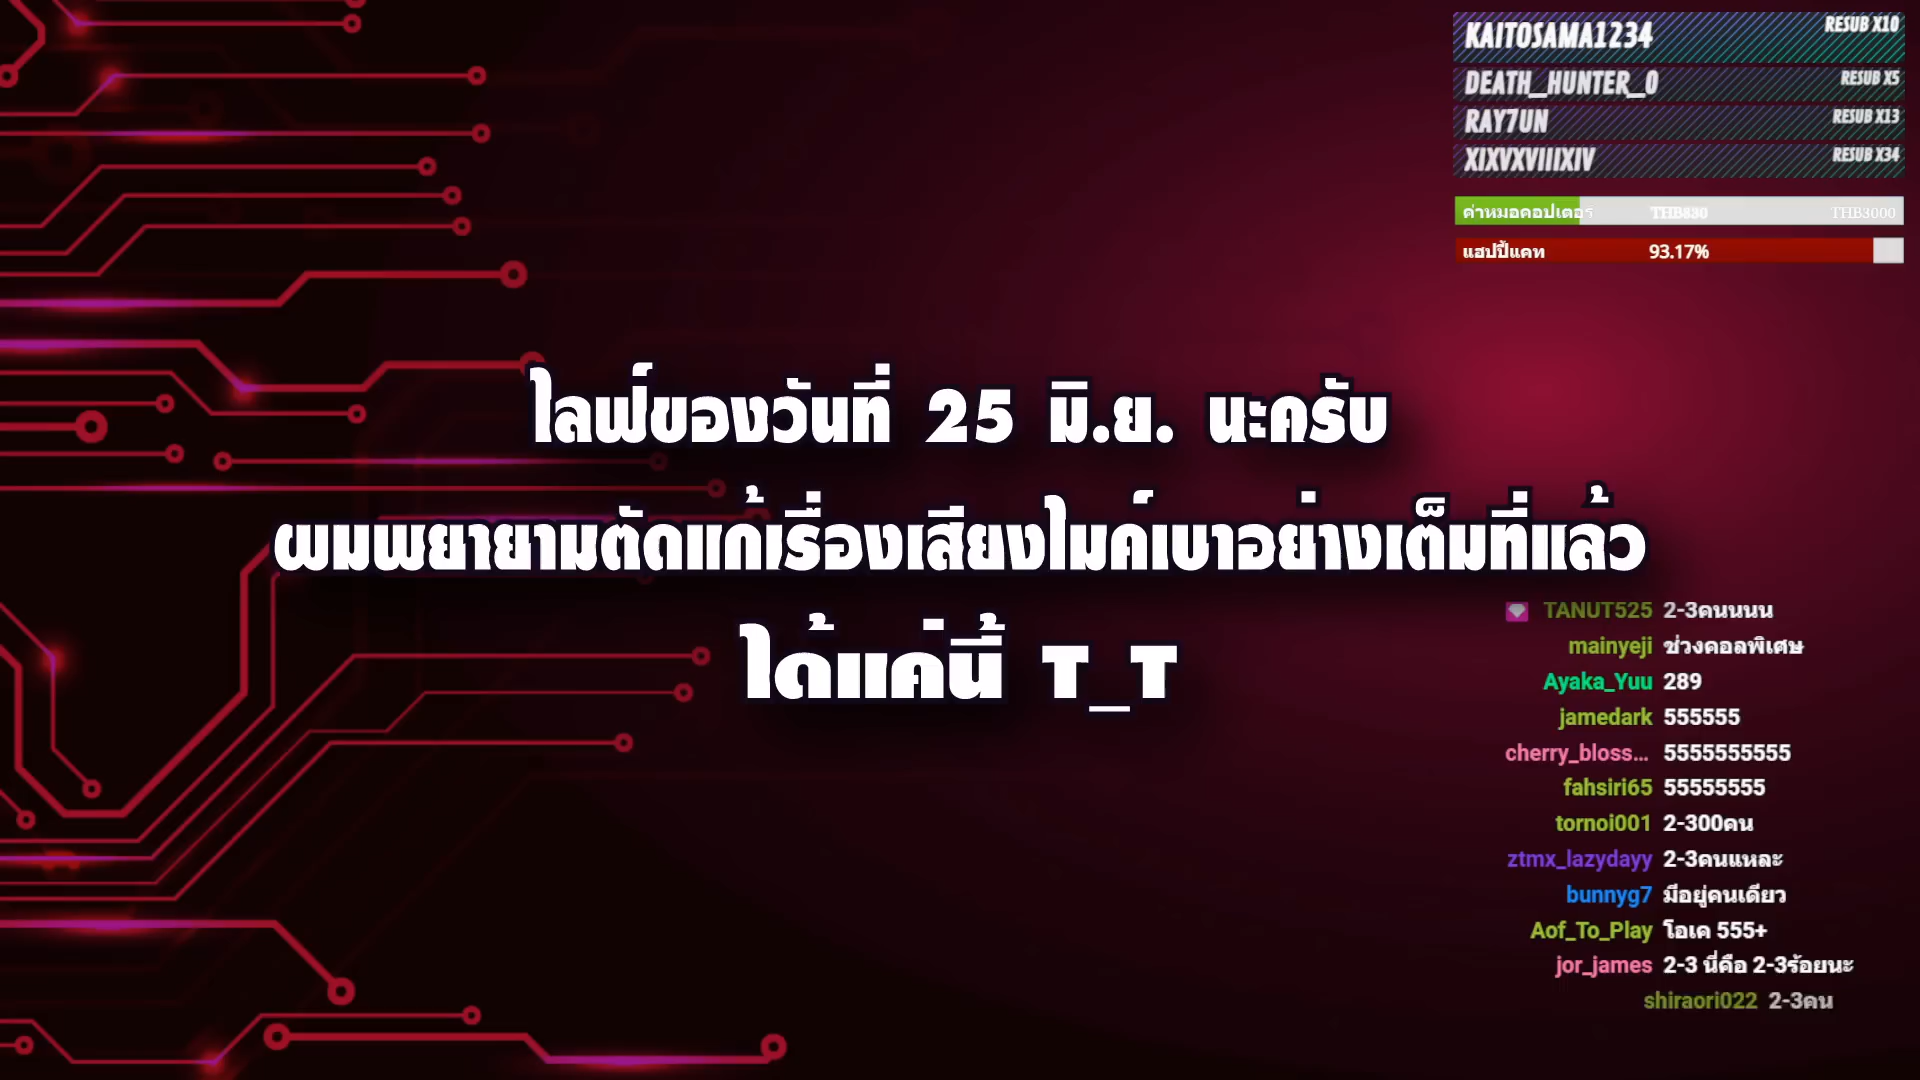 KAITOSAMA1234 RESUB X10
DEATH_HUNTER_0 RESUB X5
RAY7UN RESUB X13
XIXVXVIIIXIV RESUB X34
ค่าหมอคอปเตอร์ THB830 THB3000
แฮปปี้แคท 93.17%
ไลฟ์ของวันที่ 25 มิ.ย. นะครับ
ผมพยายามตัดแก้เรื่องเสียงไมค์เบาอย่างเต็มที่แล้ว
ได้แค่นี้ T_T
TANUT525 2-3คนนนน
mainyeji ช่วงคอลพิเศษ
Ayaka_Yuu 289
jamedark 555555
cherry_bloss... 5555555555
fahsiri65 55555555
tornoi001 2-300คน
ztmx_lazydayy 2-3คนแหละ
bunnyg7 มีอยู่คนเดียว
Aof_To_Play โอเค 555+
jor_james 2-3 นี่คือ 2-3ร้อยนะ
shiraori022 2-3คน